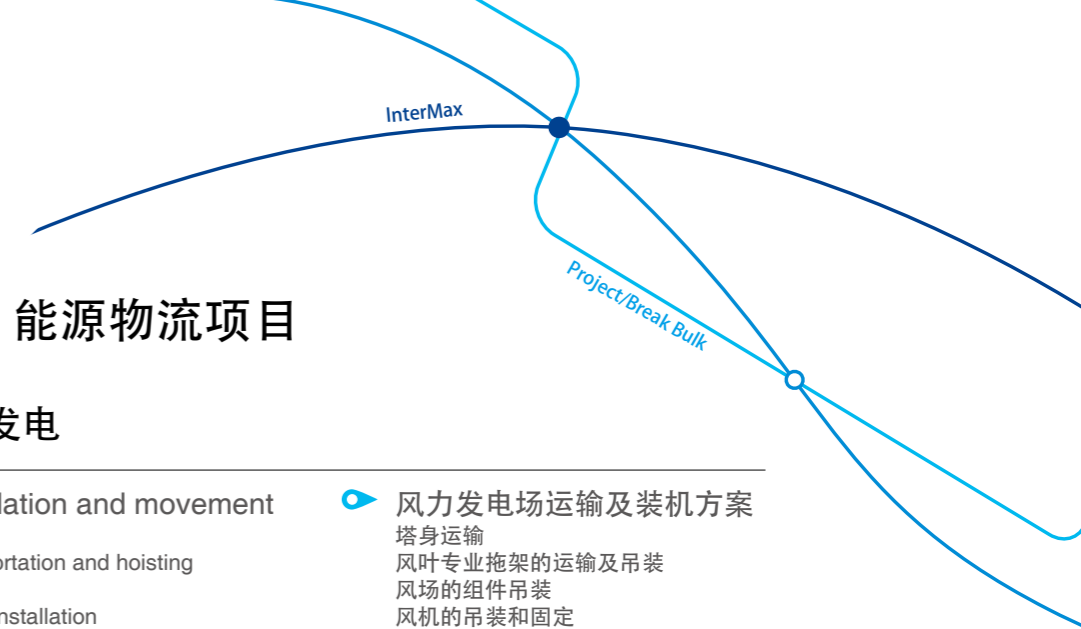 InterMax
Project/Break Bulk
能源物流项目
发电
lation and movement
ortation and hoisting
nstallation
风力发电场运输及装机方案
塔身运输
风叶专业拖架的运输及吊装
风场的组件吊装
风机的吊装和固定